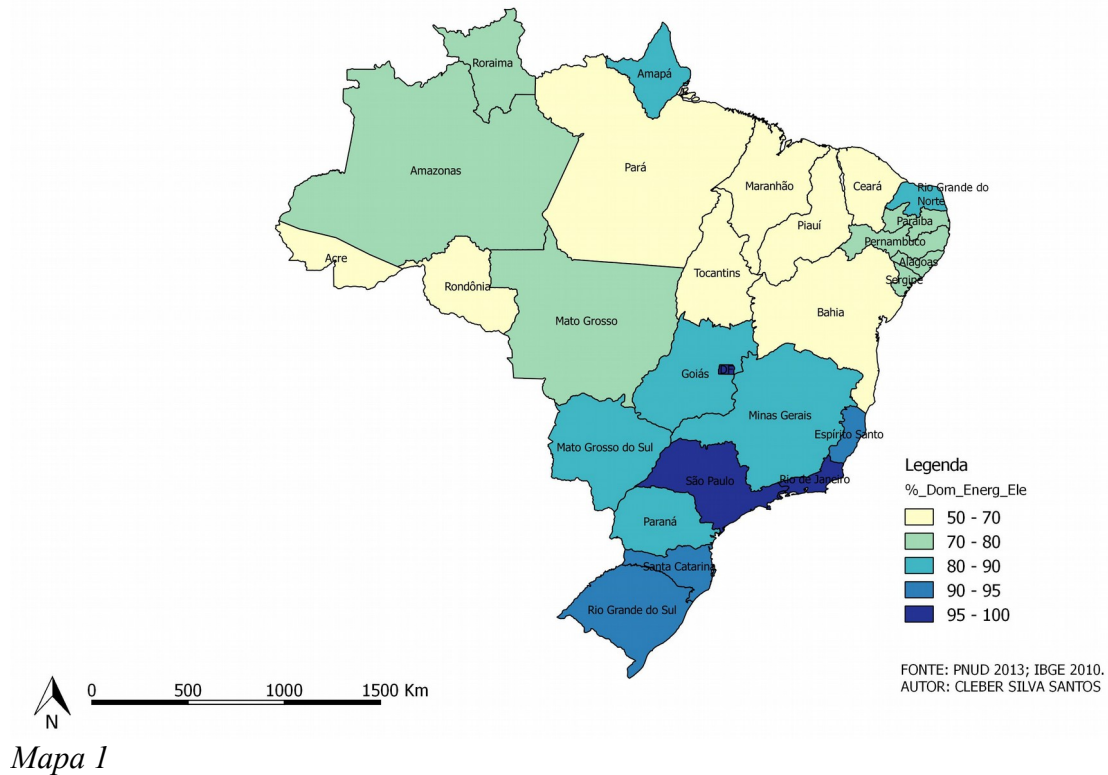 Roraima
Amapá
Amazonas
Pará
Maranhão
Ceará
Rio Grande do
Norte
Paraíba
Piauí
Pernambuco
Acre
Alagoas
Tocantins
Sergipe
Rondônia
Bahia
Mato Grosso
DF
Goiás
Minas Gerais
Espírito Santo
Mato Grosso do Sul
São Paulo
Rio de Janeiro
Paraná
Santa Catarina
Rio Grande do Sul
Legenda
%_Dom_Energ_Ele
50 - 70
70 - 80
80 - 90
90 - 95
95 - 100
FONTE: PNUD 2013; IBGE 2010.
AUTOR: CLEBER SILVA SANTOS
0 500 1000 1500 Km
N
Mapa 1